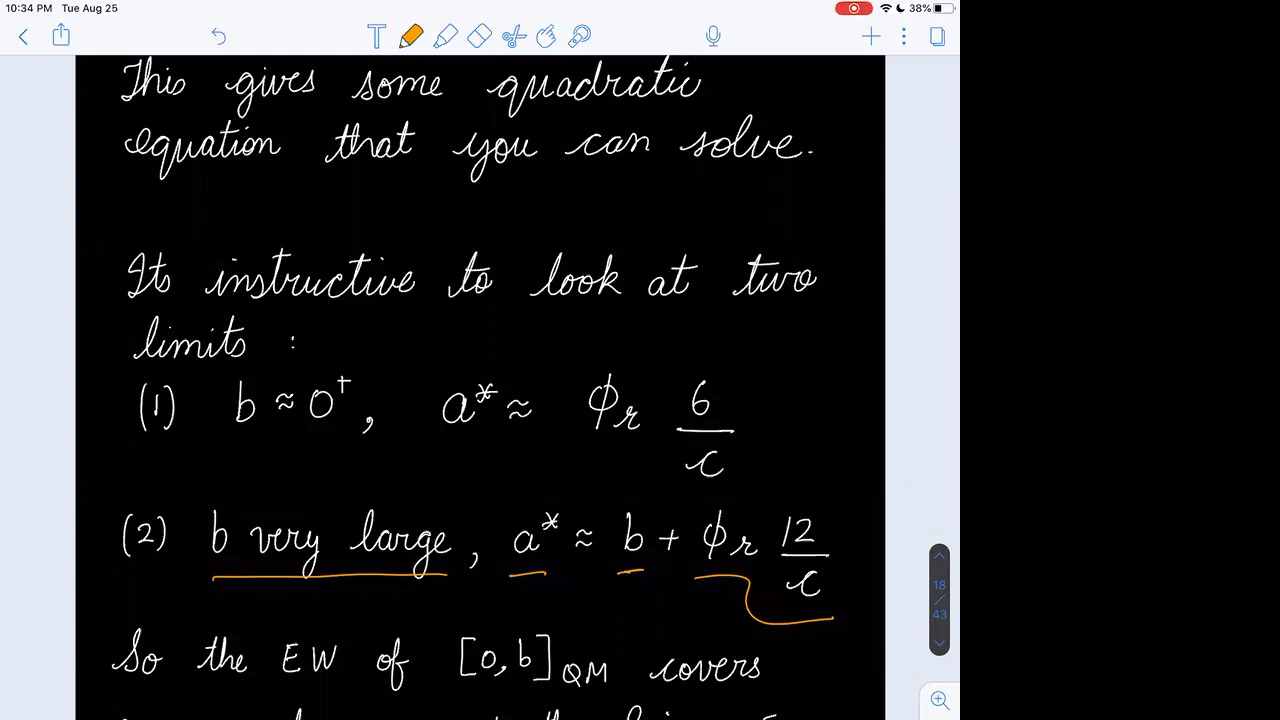 10:34 PM Tue Aug 25
38%
This gives some quadratic
equation that you can solve.
Its instructive to look at two
limits :
(1) b ≈ 0⁺, a* ≈ ϕᵣ 6/c
(2) b very large, a* ≈ b + ϕᵣ 12/c
So the EW of [0,b]QM covers
18
/
43